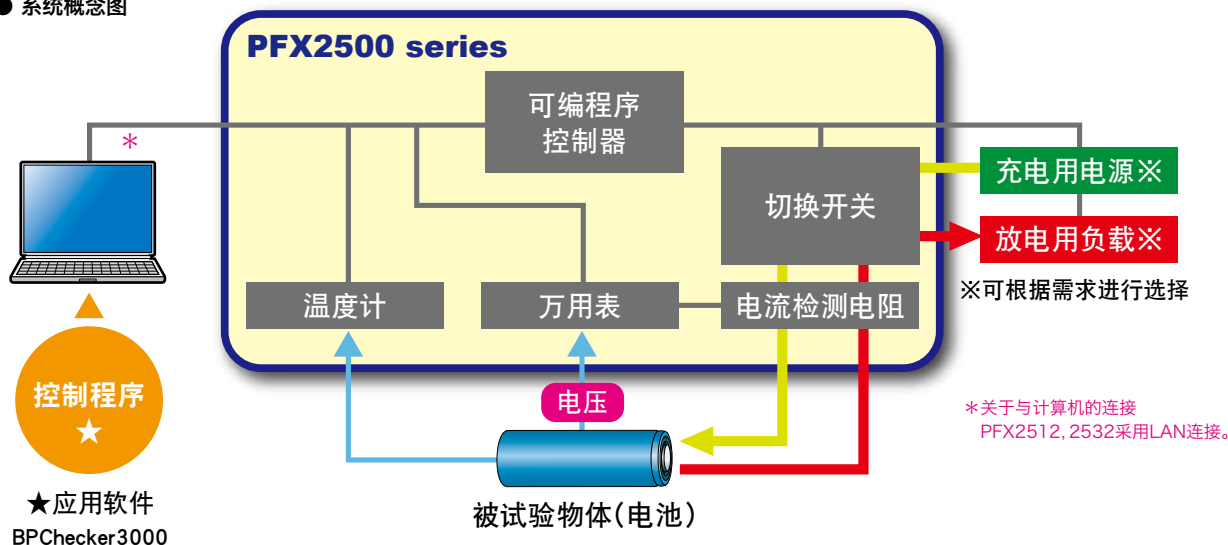 ● 系统概念图
PFX2500 series
可编程序
控制器
*
切换开关
充电用电源※
放电用负载※
※可根据需求进行选择
温度计
万用表
电流检测电阻
控制程序
★
电压
*关于与计算机的连接
PFX2512, 2532采用LAN连接。
★应用软件
BPChecker3000
被试验物体(电池)